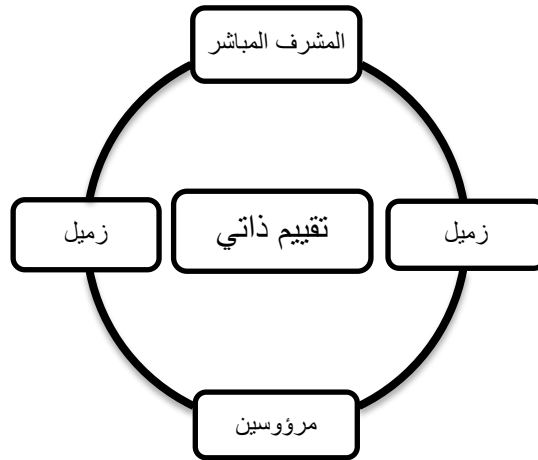 المشرف المباشر
زميل
تقييم ذاتي
زميل
مرؤوسين